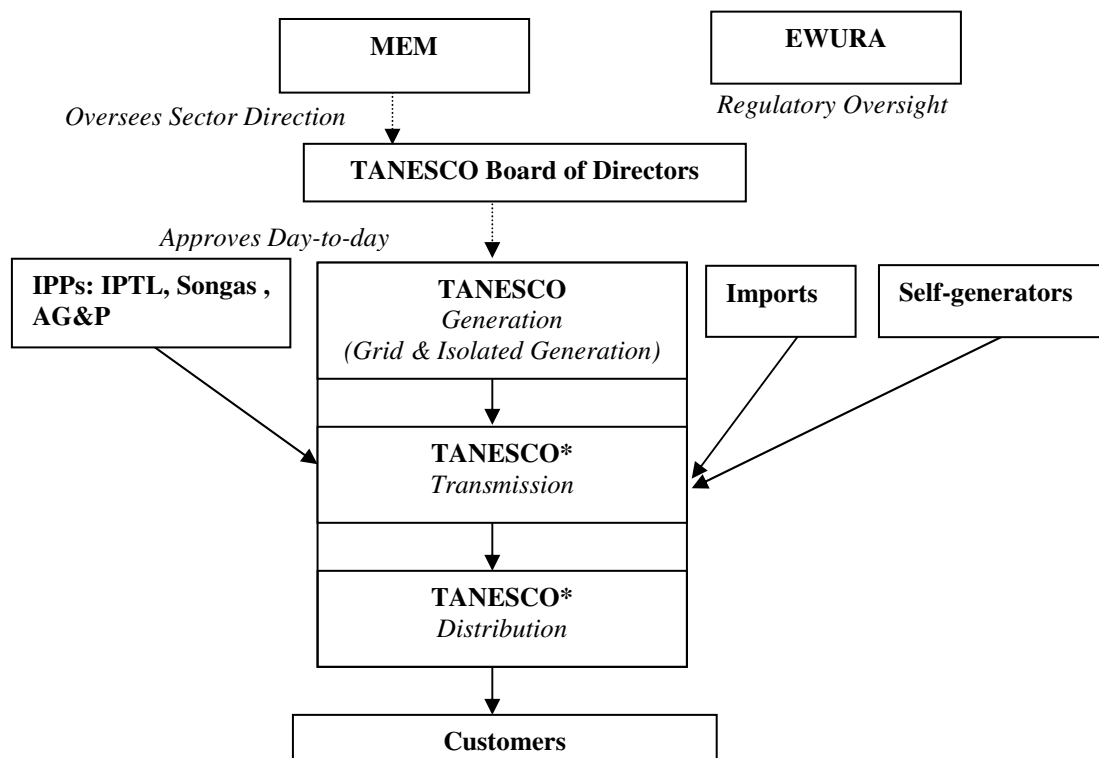 MEM
EWURA
Oversees Sector Direction
Regulatory Oversight
TANESCO Board of Directors
Approves Day-to-day
IPPs: IPTL, Songas ,
AG&P
TANESCO
Generation
(Grid & Isolated Generation)
Imports
Self-generators
TANESCO*
Transmission
TANESCO*
Distribution
Customers